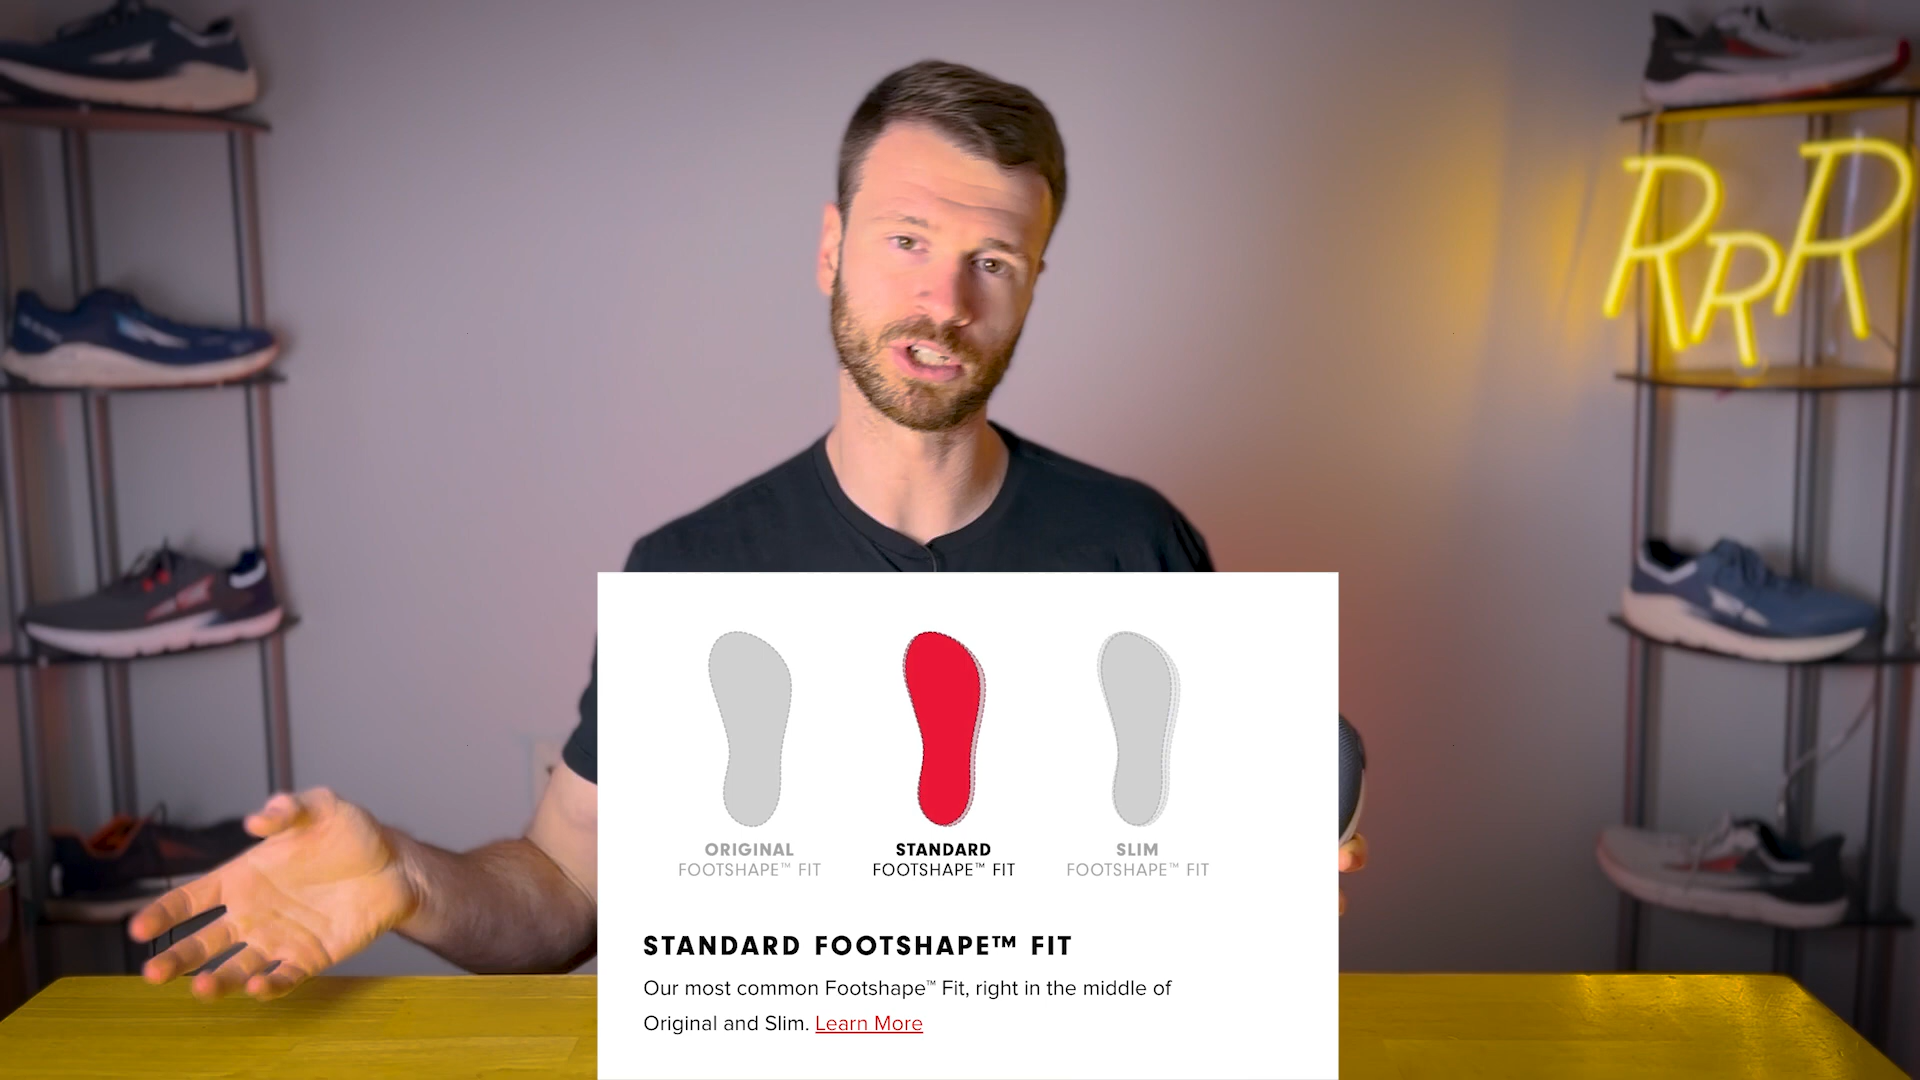 RRR
ORIGINAL
FOOTSHAPE™ FIT
STANDARD
FOOTSHAPE™ FIT
SLIM
FOOTSHAPE™ FIT
STANDARD FOOTSHAPE™ FIT
Our most common Footshape™ Fit, right in the middle of
Original and Slim. Learn More